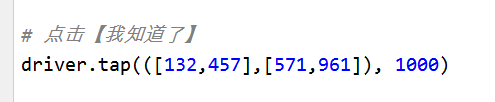 # 点击【我知道了】
driver.tap(([132,457],[571,961]), 1000)